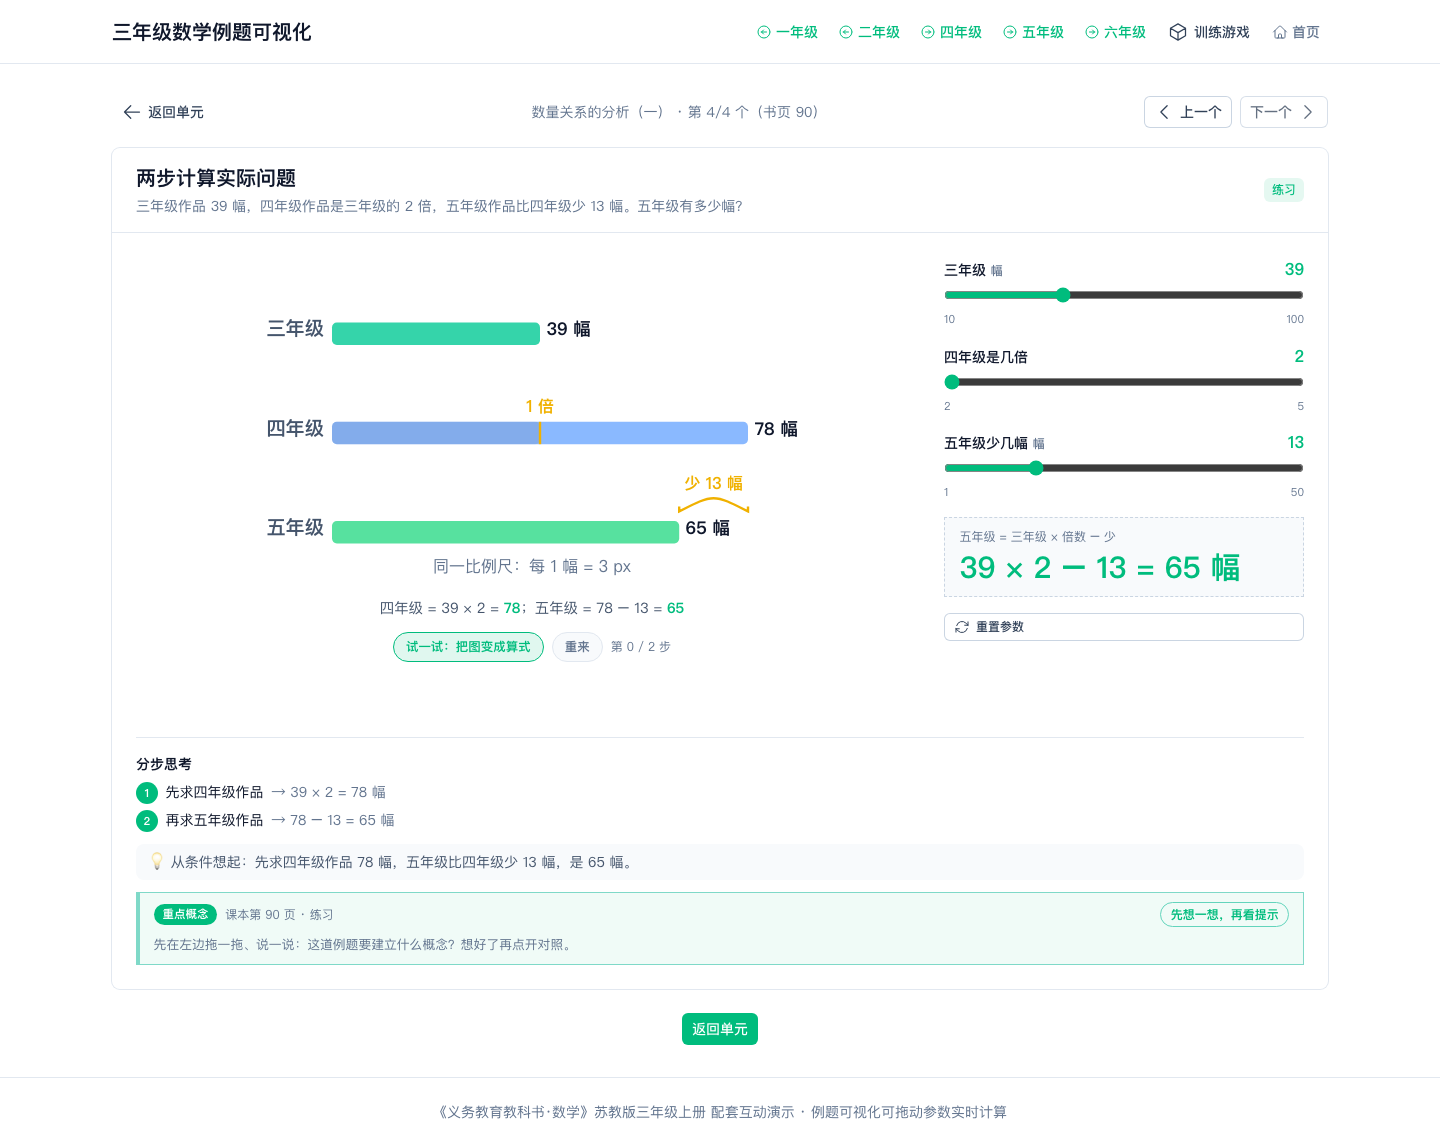 三年级数学例题可视化
一年级 二年级 四年级 五年级 六年级 训练游戏 首页
返回单元
数量关系的分析（一） · 第 4/4 个（书页 90）
上一个 下一个
两步计算实际问题
三年级作品 39 幅，四年级作品是三年级的 2 倍，五年级作品比四年级少 13 幅。五年级有多少幅？
练习
三年级 39 幅
1 倍
四年级 78 幅
少 13 幅
五年级 65 幅
同一比例尺：每 1 幅 = 3 px
四年级 = 39 × 2 = 78；五年级 = 78 − 13 = 65
试一试：把图变成算式 重来 第 0 / 2 步
三年级 幅 39
10 100
四年级是几倍 2
2 5
五年级少几幅 幅 13
1 50
五年级 = 三年级 × 倍数 − 少
39 × 2 − 13 = 65 幅
重置参数
分步思考
1 先求四年级作品 → 39 × 2 = 78 幅
2 再求五年级作品 → 78 − 13 = 65 幅
💡 从条件想起：先求四年级作品 78 幅，五年级比四年级少 13 幅，是 65 幅。
重点概念 课本第 90 页 · 练习
先想一想，再看提示
先在左边拖一拖、说一说：这道例题要建立什么概念？想好了再点开对照。
返回单元
《义务教育教科书·数学》苏教版三年级上册 配套互动演示 · 例题可视化可拖动参数实时计算